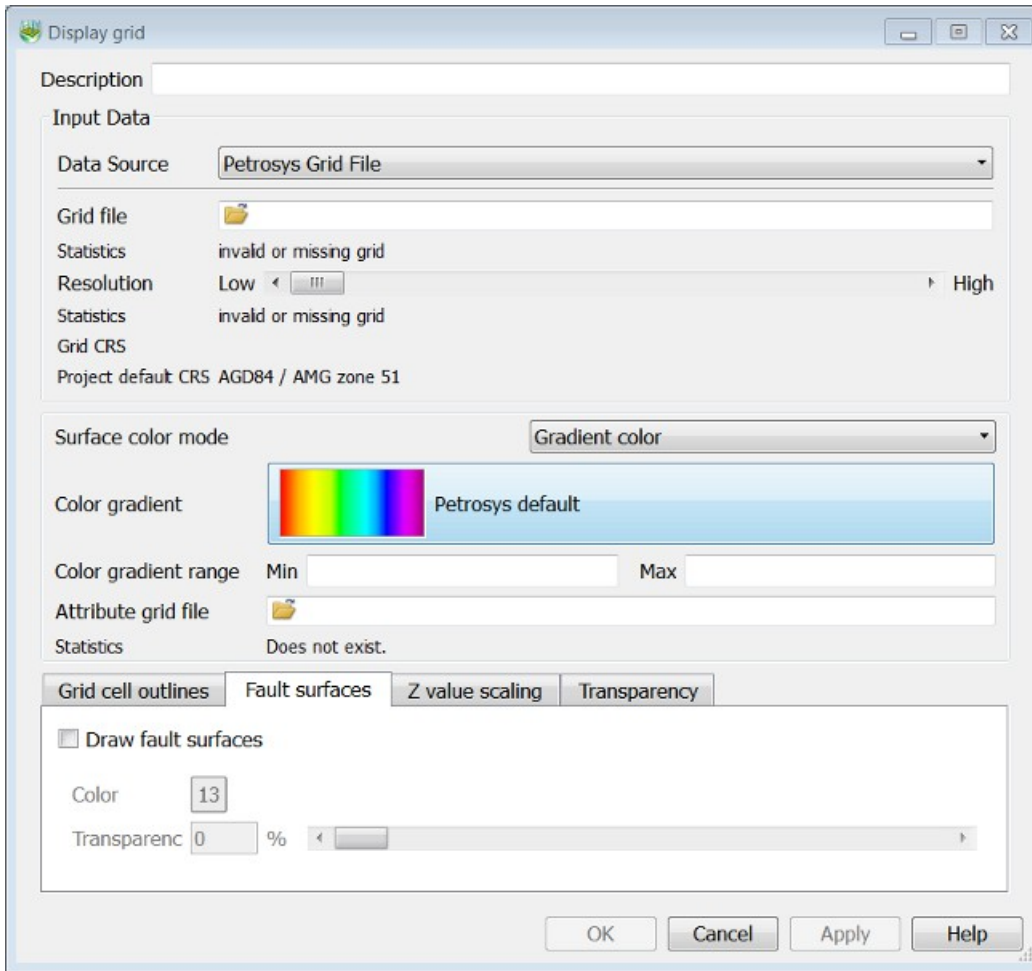 Display grid
Description
Input Data
Data Source Petrosys Grid File
Grid file
Statistics invalid or missing grid
Resolution Low High
Statistics invalid or missing grid
Grid CRS
Project default CRS AGD84 / AMG zone 51
Surface color mode Gradient color
Color gradient Petrosys default
Color gradient range Min Max
Attribute grid file
Statistics Does not exist.
Grid cell outlines Fault surfaces Z value scaling Transparency
Draw fault surfaces
Color 13
Transparenc 0 %
OK Cancel Apply Help